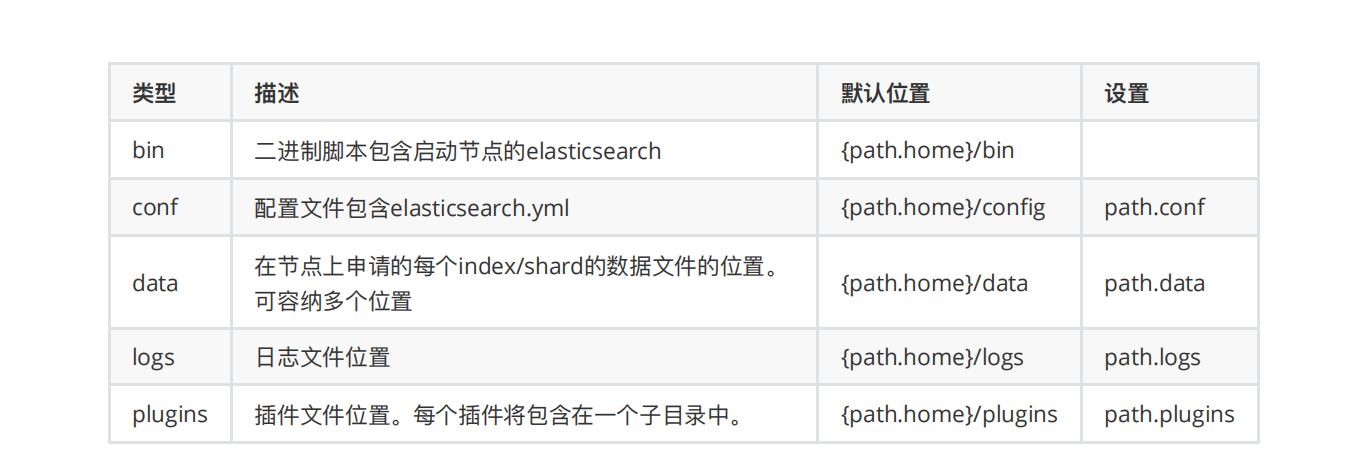 类型 描述 默认位置 设置
bin 二进制脚本包含启动节点的elasticsearch {path.home}/bin
conf 配置文件包含elasticsearch.yml {path.home}/config path.conf
data 在节点上申请的每个index/shard的数据文件的位置。
可容纳多个位置 {path.home}/data path.data
logs 日志文件位置 {path.home}/logs path.logs
plugins 插件文件位置。每个插件将包含在一个子目录中。 {path.home}/plugins path.plugins